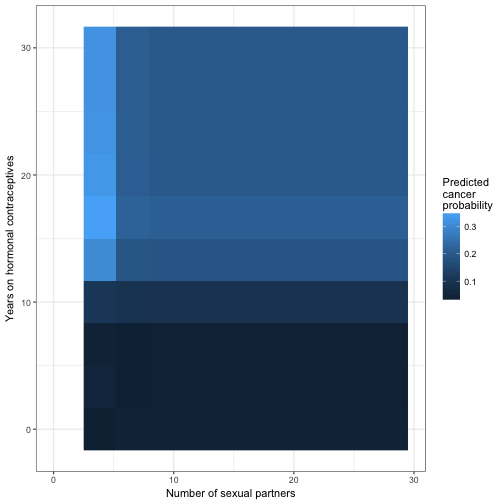 30
20
10
0
Years on hormonal contraceptives
0
10
20
30
Number of sexual partners
Predicted
cancer
probability
0.3
0.2
0.1